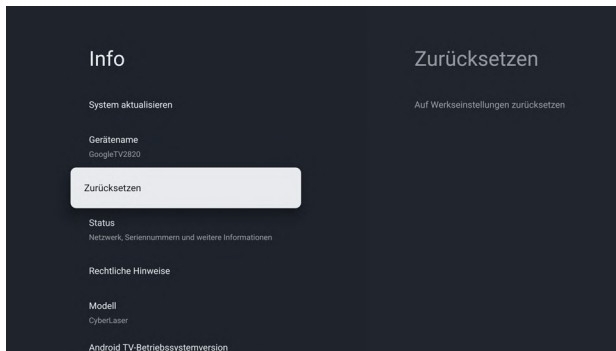 Info
System aktualisieren
Gerätename
GoogleTV2820
Zurücksetzen
Status
Netzwerk, Seriennummern und weitere Informationen
Rechtliche Hinweise
Modell
CyberLaser
Android TV-Betriebssystemversion
Zurücksetzen
Auf Werkseinstellungen zurücksetzen